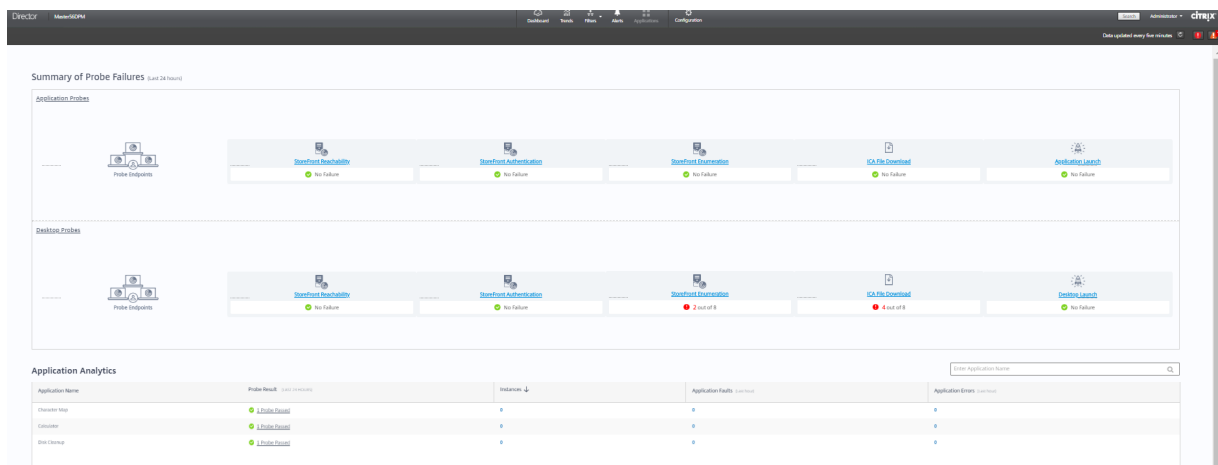 Director MasterSSDPM Dashboard Trends Filters Alerts Applications Configuration Search Administrator citrix
Data updated every five minutes
Summary of Probe Failures (Last 24 hours)
Application Probes
Probe Endpoints
StoreFront Reachability StoreFront Authentication StoreFront Enumeration ICA File Download Application Launch
No Failure No Failure No Failure No Failure No Failure
Desktop Probes
Probe Endpoints
StoreFront Reachability StoreFront Authentication StoreFront Enumeration ICA File Download Desktop Launch
No Failure No Failure 2 out of 8 4 out of 8 No Failure
Application Analytics
Enter Application Name
Application Name Probe Result Instances Application Faults (Last hour) Application Errors (Last hour)
Character Map 1 Probe Passed 0 0 0
Calculator 1 Probe Passed 0 0 0
Disk Cleanup 1 Probe Passed 0 0 0